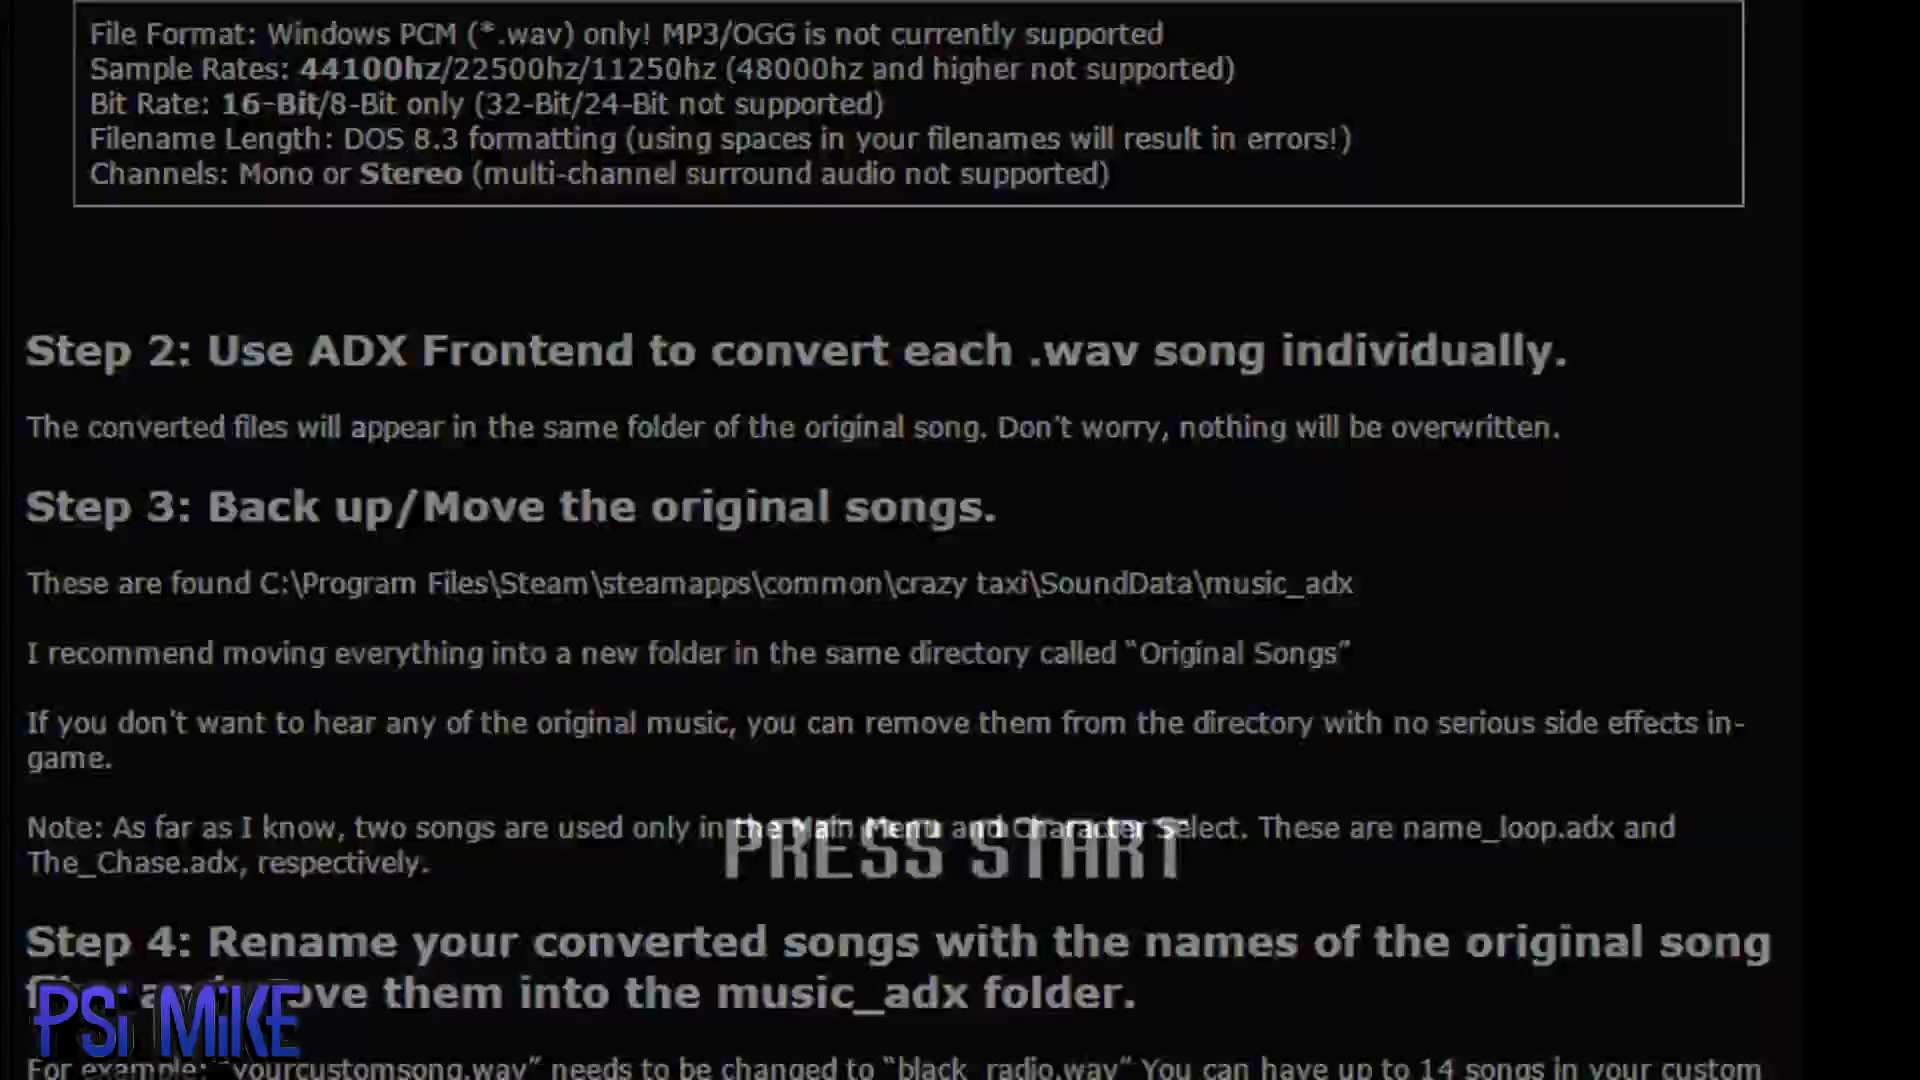 File Format: Windows PCM (*.wav) only! MP3/OGG is not currently supported
Sample Rates: 44100hz/22500hz/11250hz (48000hz and higher not supported)
Bit Rate: 16-Bit/8-Bit only (32-Bit/24-Bit not supported)
Filename Length: DOS 8.3 formatting (using spaces in your filenames will result in errors!)
Channels: Mono or Stereo (multi-channel surround audio not supported)
Step 2: Use ADX Frontend to convert each .wav song individually.
The converted files will appear in the same folder of the original song. Don't worry, nothing will be overwritten.
Step 3: Back up/Move the original songs.
These are found C:\Program Files\Steam\steamapps\common\crazy taxi\SoundData\music_adx
I recommend moving everything into a new folder in the same directory called “Original Songs”
If you don't want to hear any of the original music, you can remove them from the directory with no serious side effects in-
game.
Note: As far as I know, two songs are used only in the Main Menu and Character Select. These are name_loop.adx and
The_Chase.adx, respectively.
PRESS START
Step 4: Rename your converted songs with the names of the original song
them into the music_adx folder.
PSi MiKE
For example: “yourcustomsong.wav” needs to be changed to “black_radio.wav” You can have up to 14 songs in your custom